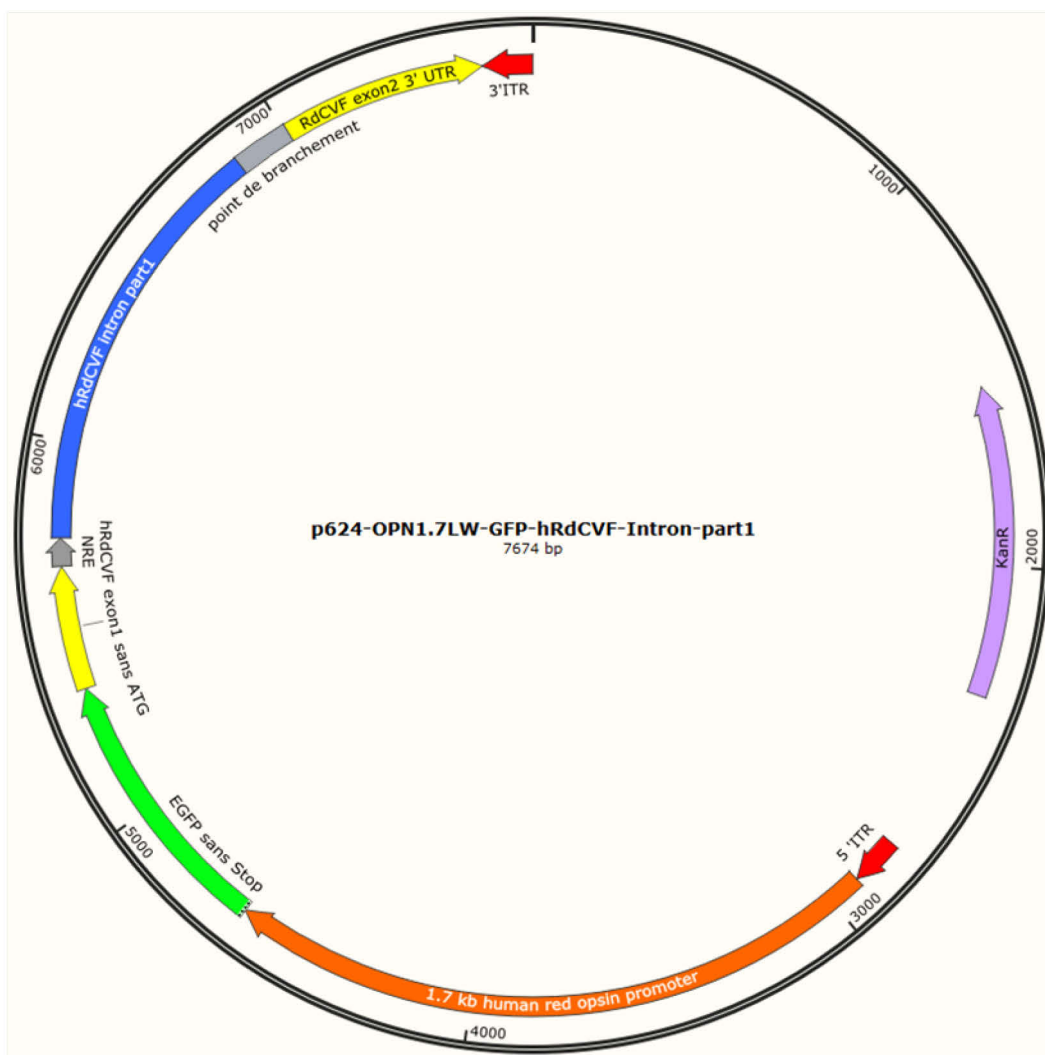 3'ITR
1000
KanR
2000
5 'ITR
3000
1.7 kb human red opsin promoter
4000
EGFP sans Stop
5000
hRdCVF exon1 sans ATG
NRE
6000
hRdCVF intron part1
point de branchement
7000
RdCVF exon2 3' UTR
p624-OPN1.7LW-GFP-hRdCVF-Intron-part1
7674 bp